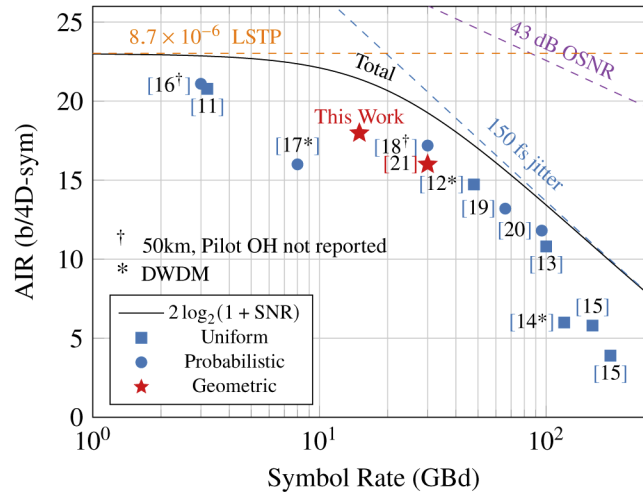 25
20
15
10
5
0
AIR (b/4D-sym)
8.7 × 10⁻⁶ LSTP
43 dB OSNR
Total
150 fs jitter
[16†]
[11]
This Work
[17*]
[18†]
[21]
[12*]
[19]
[20]
[13]
[14*]
[15]
[15]
† 50km, Pilot OH not reported
* DWDM
2 log₂(1 + SNR)
Uniform
Probabilistic
Geometric
10⁰
10¹
10²
Symbol Rate (GBd)